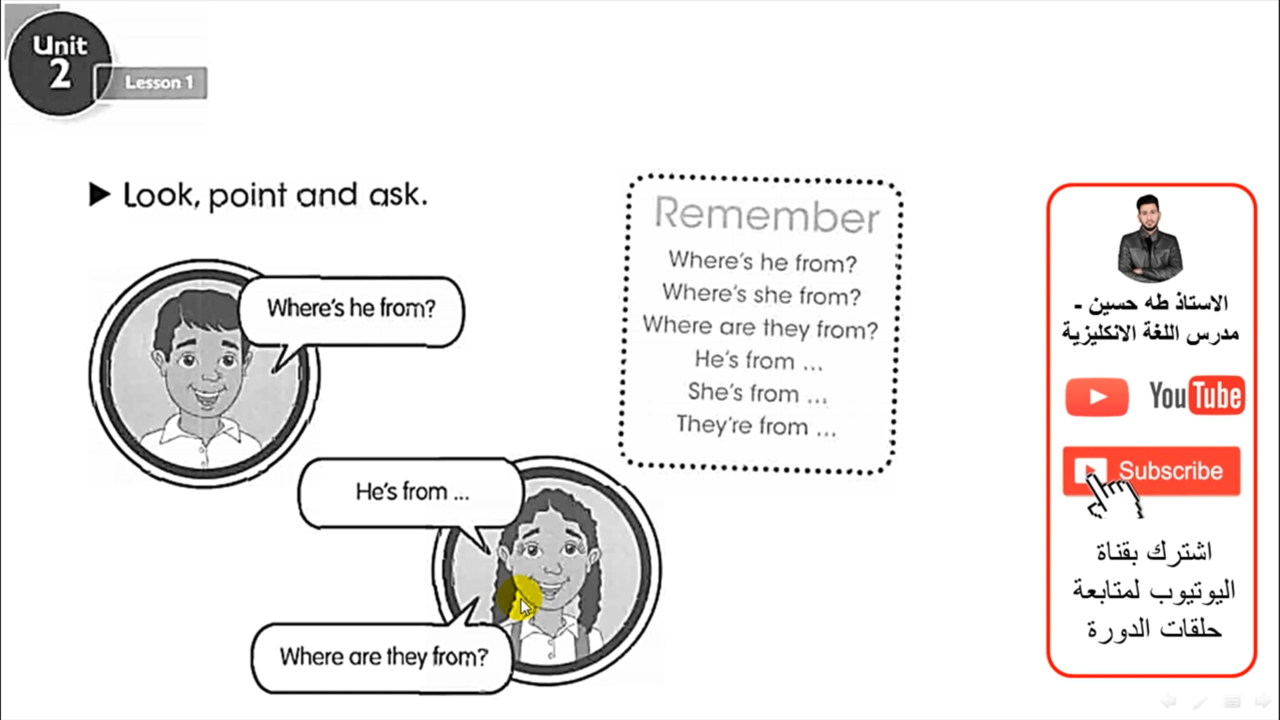 Unit
2
Lesson 1
▶ Look, point and ask.
Where's he from?
He's from ...
Where are they from?
Remember
Where's he from?
Where's she from?
Where are they from?
He's from ...
She's from ...
They're from ...
الاستاذ طه حسين -
مدرس اللغة الانكليزية
YouTube
Subscribe
اشترك بقناة
اليوتيوب لمتابعة
حلقات الدورة